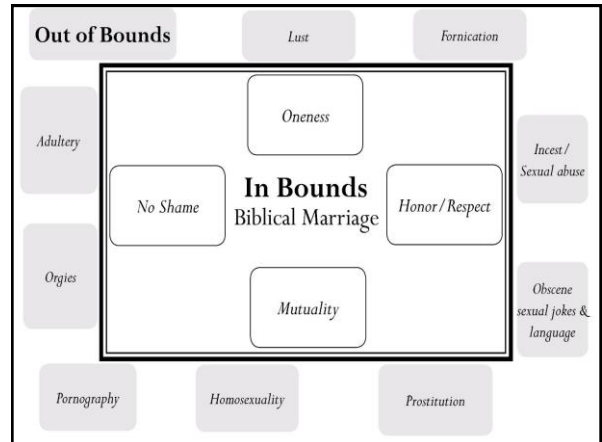 Out of Bounds
Lust
Fornication
Adultery
Oneness
Incest/
Sexual abuse
No Shame
In Bounds
Biblical Marriage
Honor/Respect
Orgies
Mutuality
Obscene
sexual jokes &
language
Pornography
Homosexuality
Prostitution